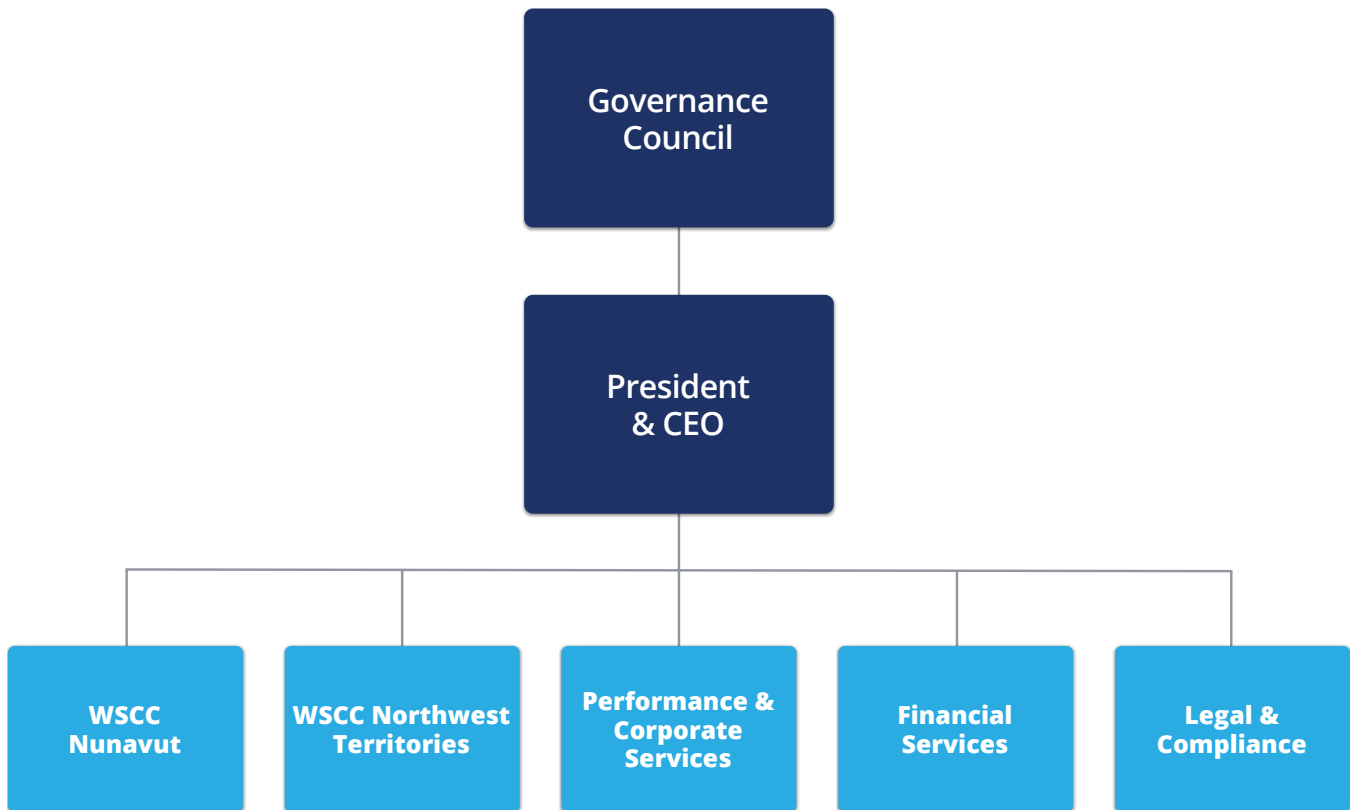 Governance
Council
President
& CEO
WSCC
Nunavut
WSCC Northwest
Territories
Performance &
Corporate
Services
Financial
Services
Legal &
Compliance